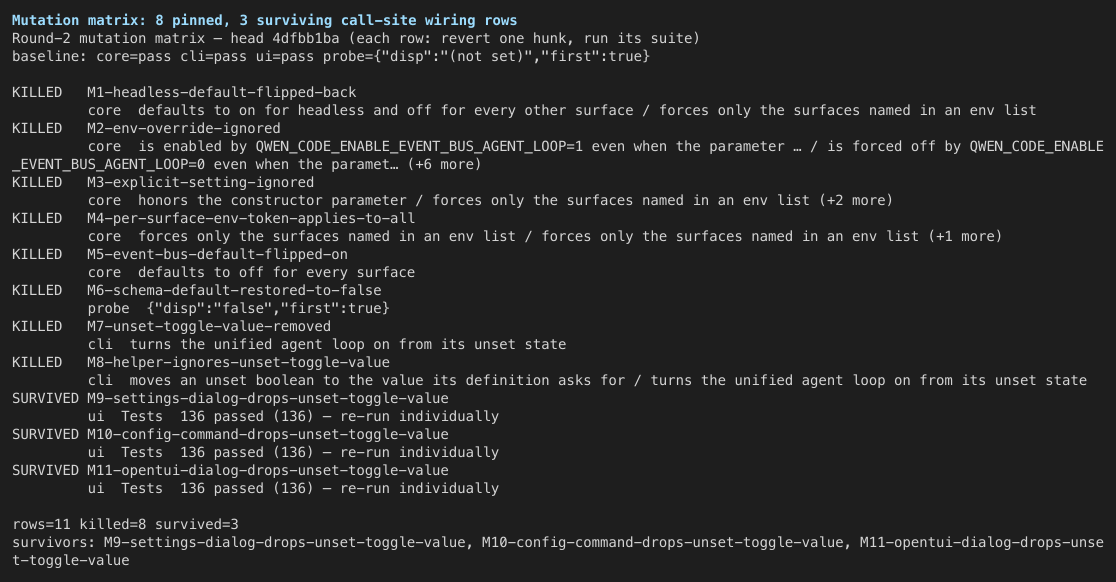 Mutation matrix: 8 pinned, 3 surviving call-site wiring rows
Round-2 mutation matrix — head 4dfbb1ba (each row: revert one hunk, run its suite)
baseline: core=pass cli=pass ui=pass probe={"disp":"(not set)","first":true}
KILLED   M1-headless-default-flipped-back
core  defaults to on for headless and off for every other surface / forces only the surfaces named in an env list
KILLED   M2-env-override-ignored
core  is enabled by QWEN_CODE_ENABLE_EVENT_BUS_AGENT_LOOP=1 even when the parameter … / is forced off by QWEN_CODE_ENABLE
_EVENT_BUS_AGENT_LOOP=0 even when the paramet… (+6 more)
KILLED   M3-explicit-setting-ignored
core  honors the constructor parameter / forces only the surfaces named in an env list (+2 more)
KILLED   M4-per-surface-env-token-applies-to-all
core  forces only the surfaces named in an env list / forces only the surfaces named in an env list (+1 more)
KILLED   M5-event-bus-default-flipped-on
core  defaults to off for every surface
KILLED   M6-schema-default-restored-to-false
probe  {"disp":"false","first":true}
KILLED   M7-unset-toggle-value-removed
cli  turns the unified agent loop on from its unset state
KILLED   M8-helper-ignores-unset-toggle-value
cli  moves an unset boolean to the value its definition asks for / turns the unified agent loop on from its unset state
SURVIVED M9-settings-dialog-drops-unset-toggle-value
ui  Tests  136 passed (136) — re-run individually
SURVIVED M10-config-command-drops-unset-toggle-value
ui  Tests  136 passed (136) — re-run individually
SURVIVED M11-opentui-dialog-drops-unset-toggle-value
ui  Tests  136 passed (136) — re-run individually
rows=11 killed=8 survived=3
survivors: M9-settings-dialog-drops-unset-toggle-value, M10-config-command-drops-unset-toggle-value, M11-opentui-dialog-drops-unse
t-toggle-value